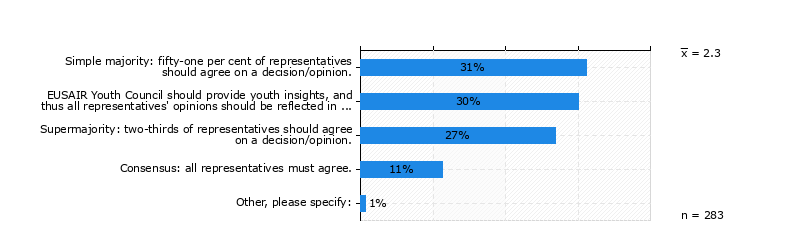 Simple majority: fifty-one per cent of representatives
should agree on a decision/opinion.
31%
x̅ = 2.3
EUSAIR Youth Council should provide youth insights, and
thus all representatives' opinions should be reflected in ...
30%
Supermajority: two-thirds of representatives should agree
on a decision/opinion.
27%
Consensus: all representatives must agree.
11%
Other, please specify:
1%
n = 283